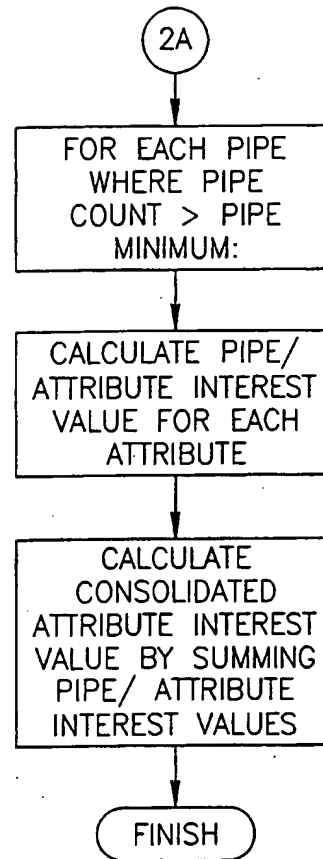 2A
FOR EACH PIPE
WHERE PIPE
COUNT > PIPE
MINIMUM:
CALCULATE PIPE/
ATTRIBUTE INTEREST
VALUE FOR EACH
ATTRIBUTE
CALCULATE
CONSOLIDATED
ATTRIBUTE INTEREST
VALUE BY SUMMING
PIPE/ ATTRIBUTE
INTEREST VALUES
FINISH